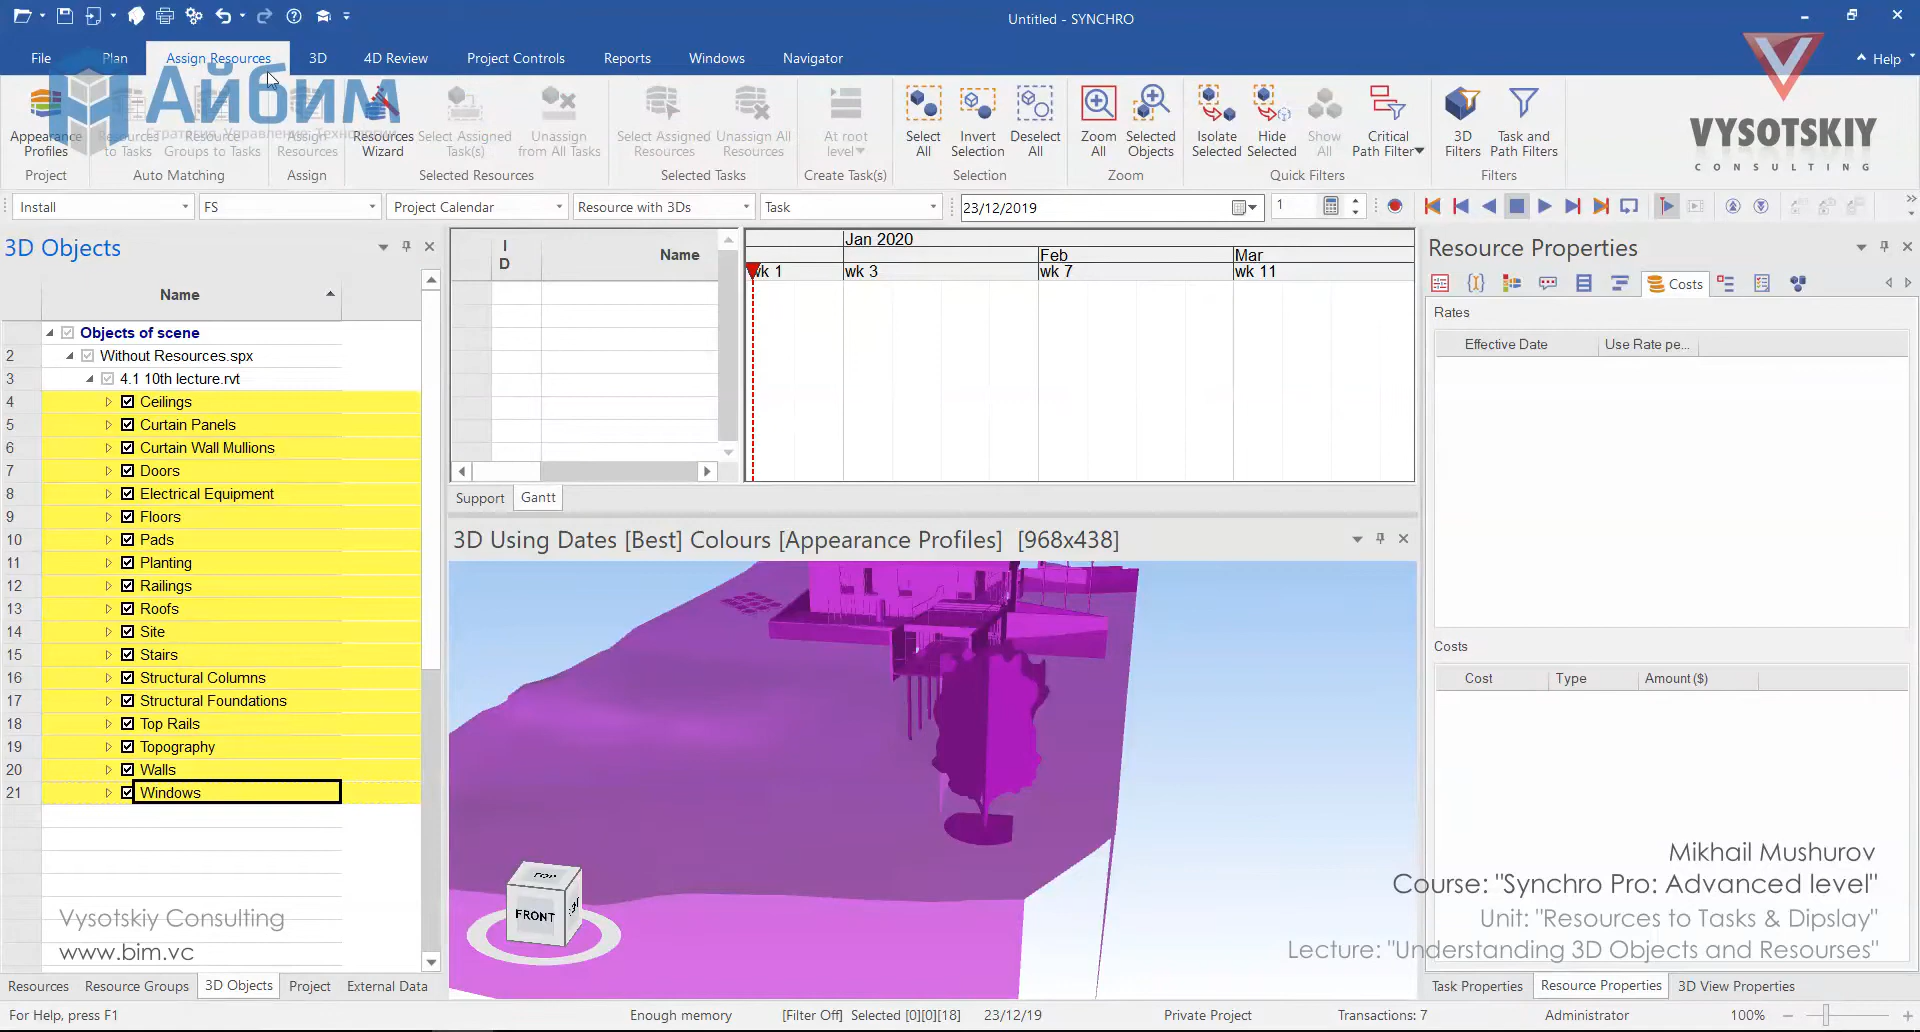 Untitled - SYNCHRO
File
Plan
Assign Resources
3D
4D Review
Project Controls
Reports
Windows
Navigator
Help
Айбим
Appearance
Profiles
Project
Resources
to Tasks
Resource
Groups to Tasks
Auto Matching
Assign
Resources
Assign
Resources
Wizard
Select Assigned
Task(s)
Unassign
from All Tasks
Selected Resources
Select Assigned
Resources
Unassign All
Resources
Selected Tasks
At root
level
Create Task(s)
Select
All
Invert
Selection
Deselect
All
Selection
Zoom
All
Selected
Objects
Zoom
Isolate
Selected
Hide
Selected
Show
All
Critical
Path Filter
Quick Filters
3D
Filters
Task and
Path Filters
Filters
VYSOTSKIY
CONSULTING
Install
FS
Project Calendar
Resource with 3Ds
Task
23/12/2019
1
3D Objects
Name
Objects of scene
2 Without Resources.spx
3 4.1 10th lecture.rvt
4 Ceilings
5 Curtain Panels
6 Curtain Wall Mullions
7 Doors
8 Electrical Equipment
9 Floors
10 Pads
11 Planting
12 Railings
13 Roofs
14 Site
15 Stairs
16 Structural Columns
17 Structural Foundations
18 Top Rails
19 Topography
20 Walls
21 Windows
Vysotskiy Consulting
www.bim.vc
Resources
Resource Groups
3D Objects
Project
External Data
I
D
Name
Jan 2020
Feb
Mar
wk 1
wk 3
wk 7
wk 11
Support
Gantt
3D Using Dates [Best] Colours [Appearance Profiles] [968x438]
TOP
FRONT
Resource Properties
Costs
Rates
Effective Date
Use Rate pe...
Costs
Cost
Type
Amount ($)
Mikhail Mushurov
Course: "Synchro Pro: Advanced level"
Unit: "Resources to Tasks & Dipslay"
Lecture: "Understanding 3D Objects and Resourses"
Task Properties
Resource Properties
3D View Properties
For Help, press F1
Enough memory
[Filter Off]
Selected [0][0][18]
23/12/19
Private Project
Transactions: 7
Administrator
100%